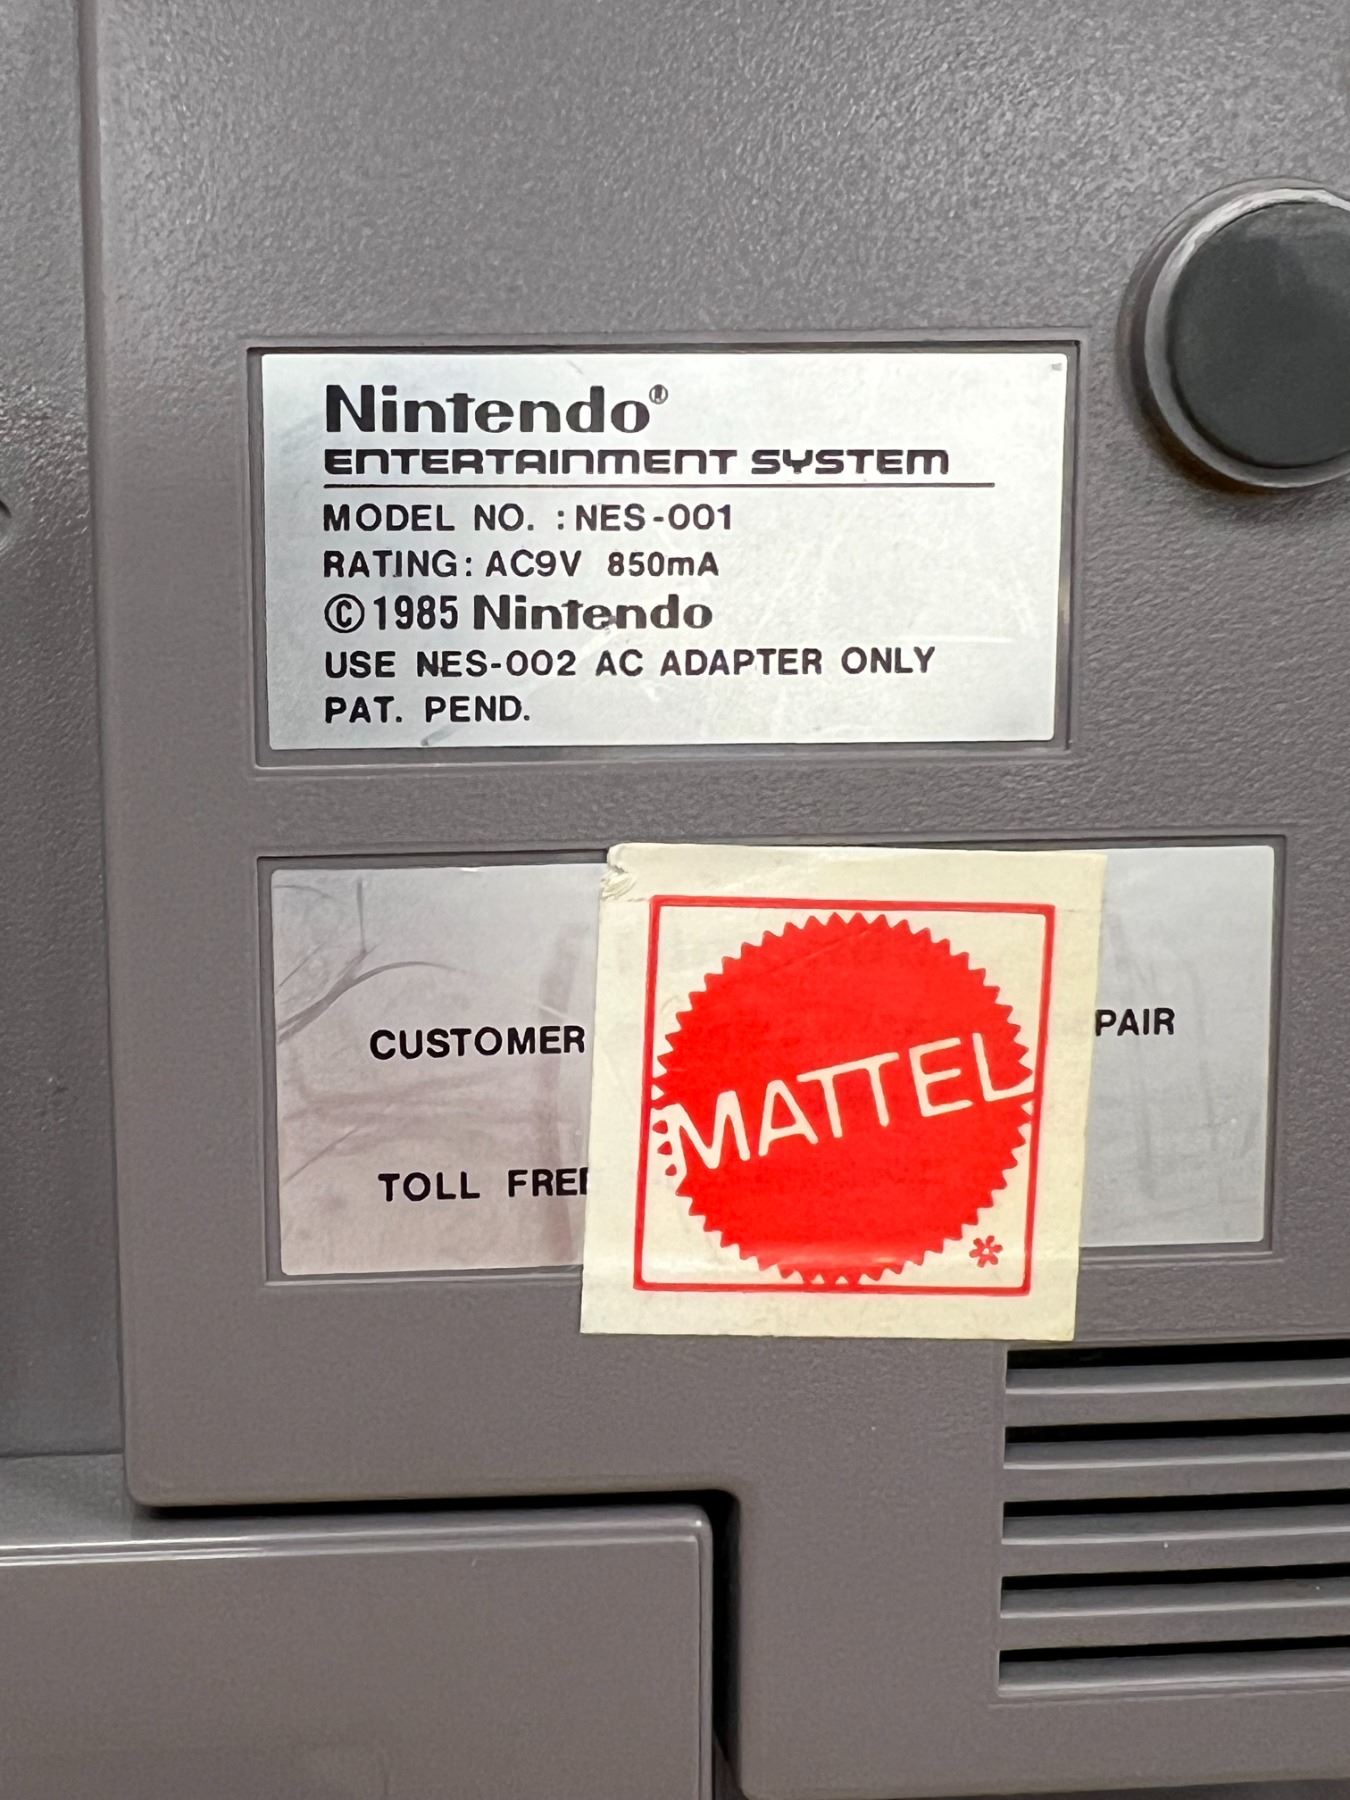 Nintendo®
ENTERTAINMENT SYSTEM
MODEL NO. : NES-001
RATING: AC9V 850mA
© 1985 Nintendo
USE NES-002 AC ADAPTER ONLY
PAT. PEND.
CUSTOMER PAIR
TOLL FREE
MATTEL
*